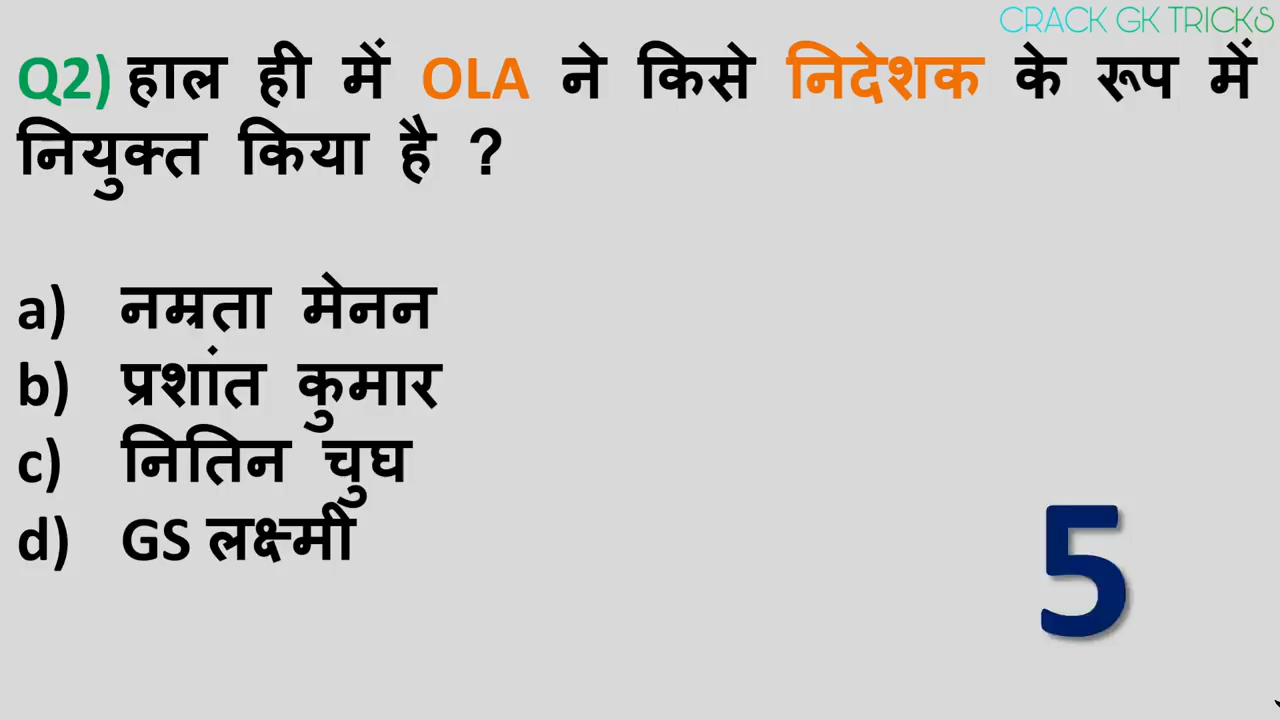 CRACK GK TRICKS
Q2) हाल ही में OLA ने किसे निदेशक के रूप में
नियुक्त किया है ?
a) नम्रता मेनन
b) प्रशांत कुमार
c) नितिन चुघ
d) GS लक्ष्मी
5